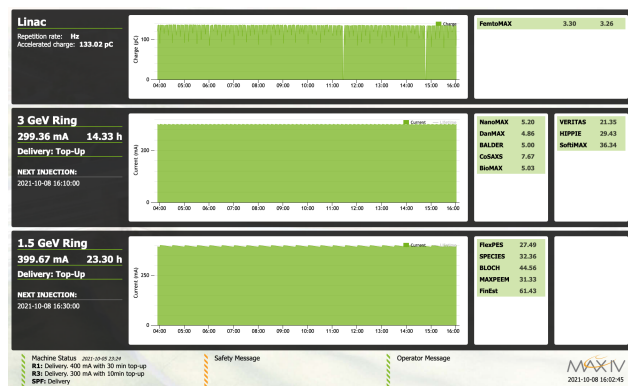 Linac
Repetition rate: Hz
Accelerated charge: 133.02 pC
Charge
Charge (pC)
100
0
04:00 05:00 06:00 07:00 08:00 09:00 10:00 11:00 12:00 13:00 14:00 15:00 16:00
FemtoMAX 3.30 3.26
3 GeV Ring
299.36 mA 14.33 h
Delivery: Top-Up
NEXT INJECTION:
2021-10-08 16:10:00
Current
Current (mA)
200
0
04:00 05:00 06:00 07:00 08:00 09:00 10:00 11:00 12:00 13:00 14:00 15:00 16:00
NanoMAX 5.20
DanMAX 4.86
BALDER 5.00
CoSAXS 7.67
BioMAX 5.03
VERITAS 21.35
HIPPIE 29.43
SoftiMAX 36.34
1.5 GeV Ring
399.67 mA 23.30 h
Delivery: Top-Up
NEXT INJECTION:
2021-10-08 16:30:00
Current
Current (mA)
250
0
04:00 05:00 06:00 07:00 08:00 09:00 10:00 11:00 12:00 13:00 14:00 15:00 16:00
FlexPES 27.49
SPECIES 32.36
BLOCH 44.56
MAXPEEM 31.33
FinEst 61.43
Machine Status 2021-10-05 23:24
R1: Delivery. 400 mA with 30 min top-up
R3: Delivery. 300 mA with 10min top-up
SPF: Delivery
Safety Message
Operator Message
MAX IV
2021-10-08 16:02:45